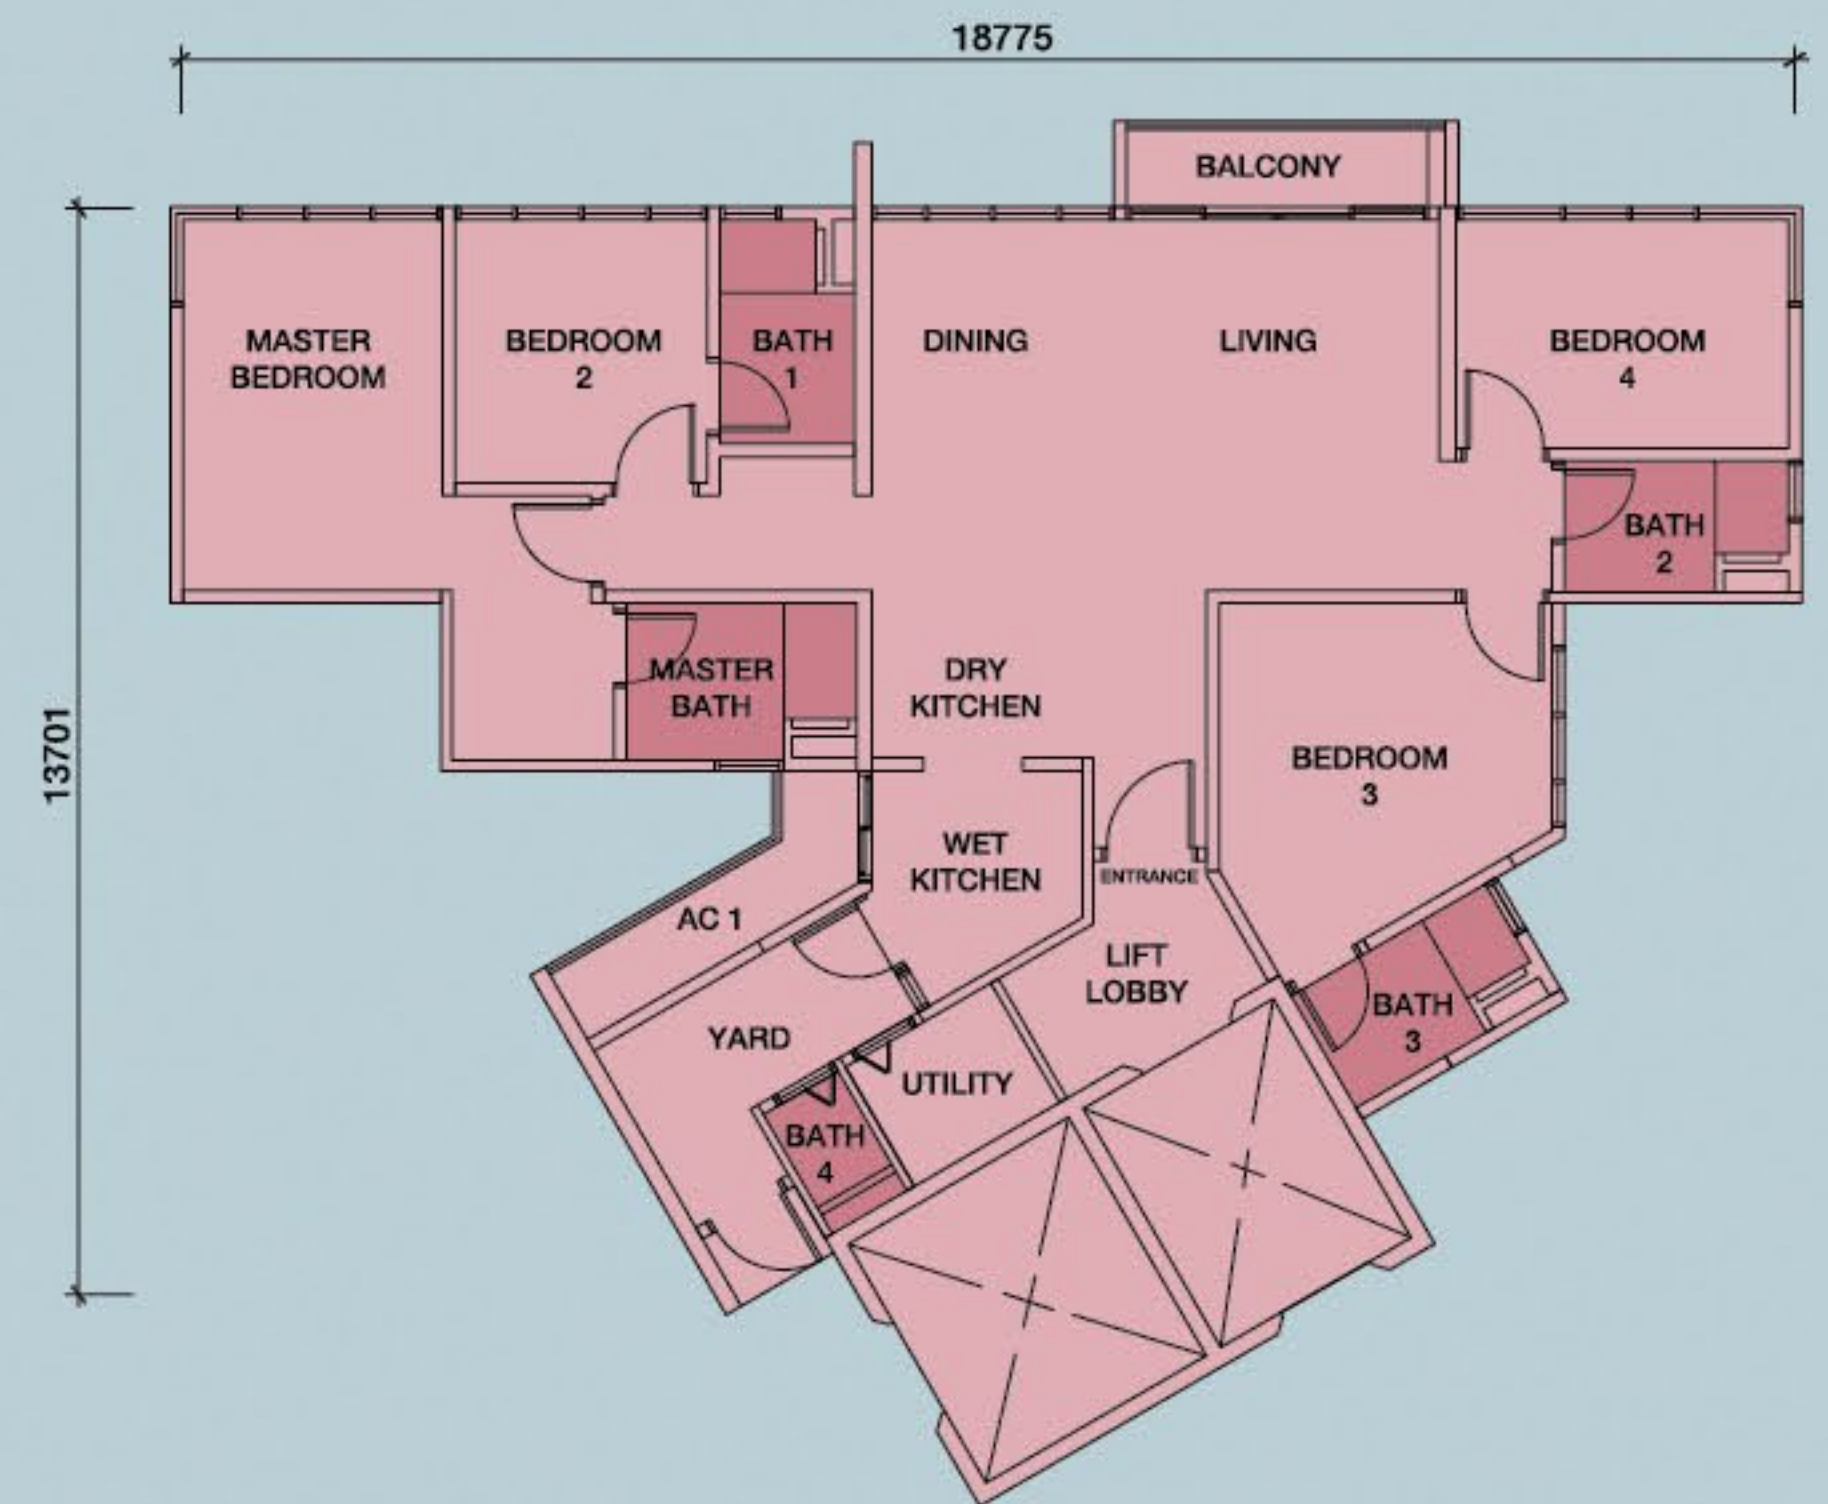 18775
BALCONY
MASTER
BEDROOM
BEDROOM
2
BATH
1
DINING
LIVING
BEDROOM
4
BATH
2
MASTER
BATH
DRY
KITCHEN
13701
BEDROOM
3
WET
KITCHEN
ENTRANCE
AC 1
LIFT
LOBBY
BATH
3
YARD
UTILITY
BATH
4